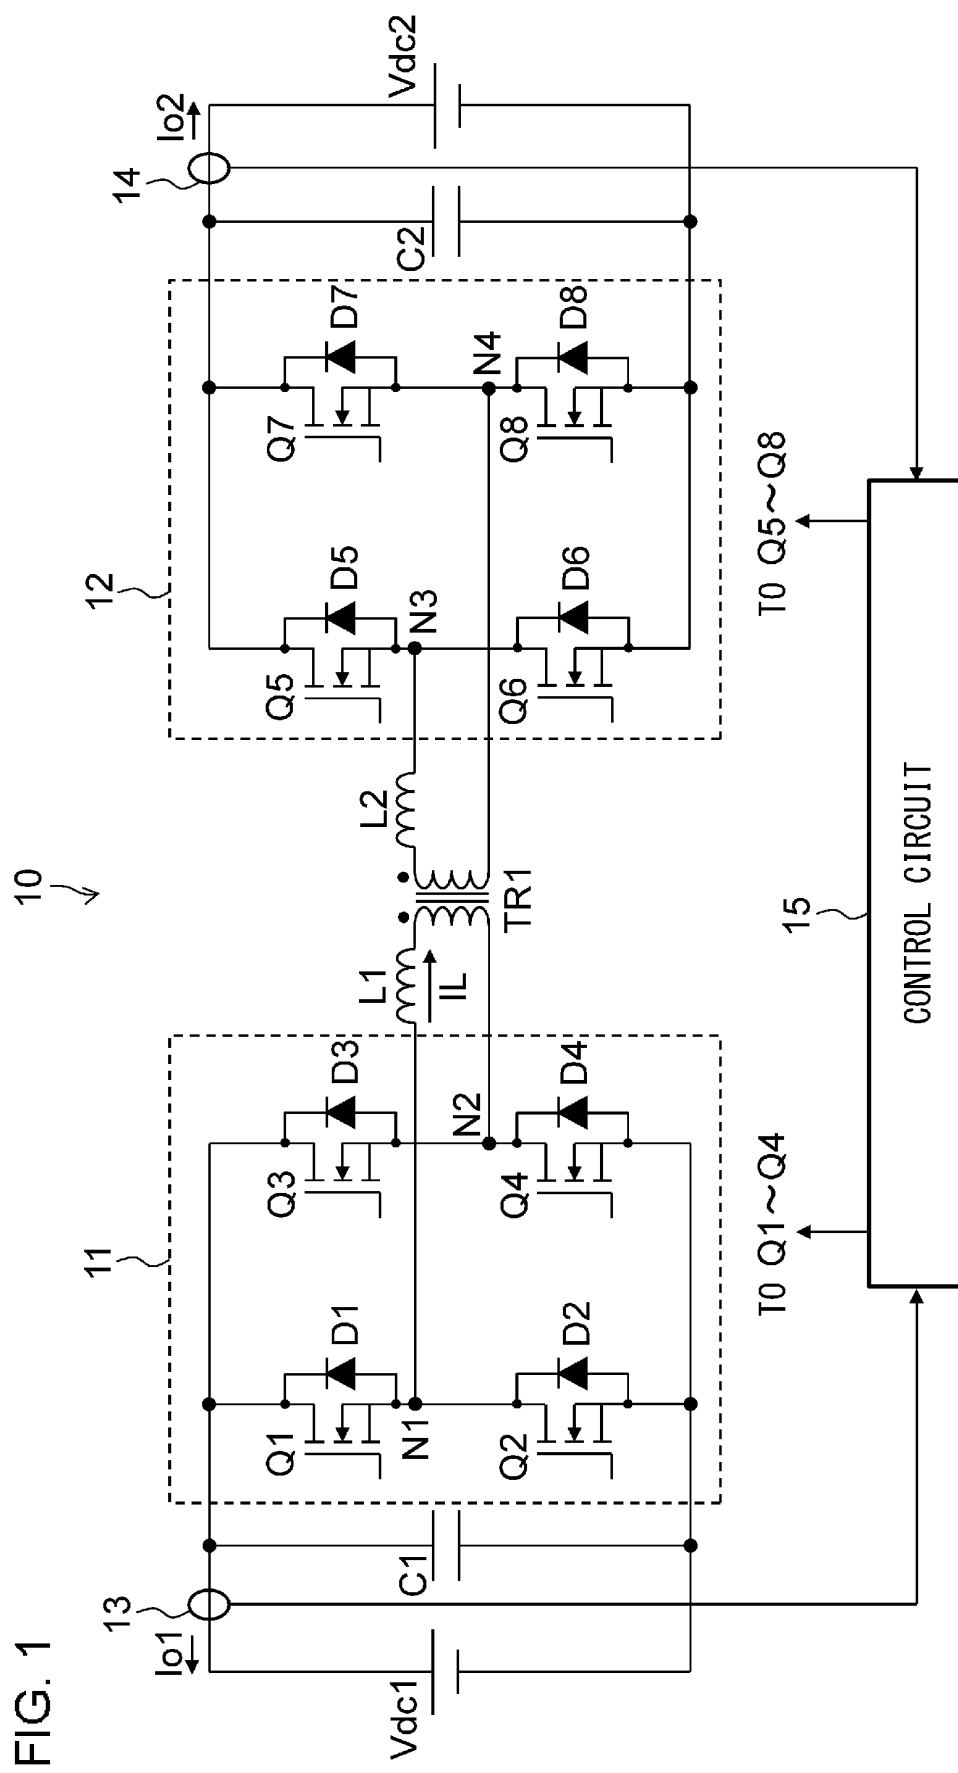 FIG. 1
10
11
12
Io1
13
14
Io2
Vdc1
C1
Q1
D1
Q3
D3
L1
IL
L2
Q5
D5
Q7
D7
C2
Vdc2
N1
N2
TR1
N3
N4
Q2
D2
Q4
D4
Q6
D6
Q8
D8
TO Q1～Q4
TO Q5～Q8
15
CONTROL CIRCUIT